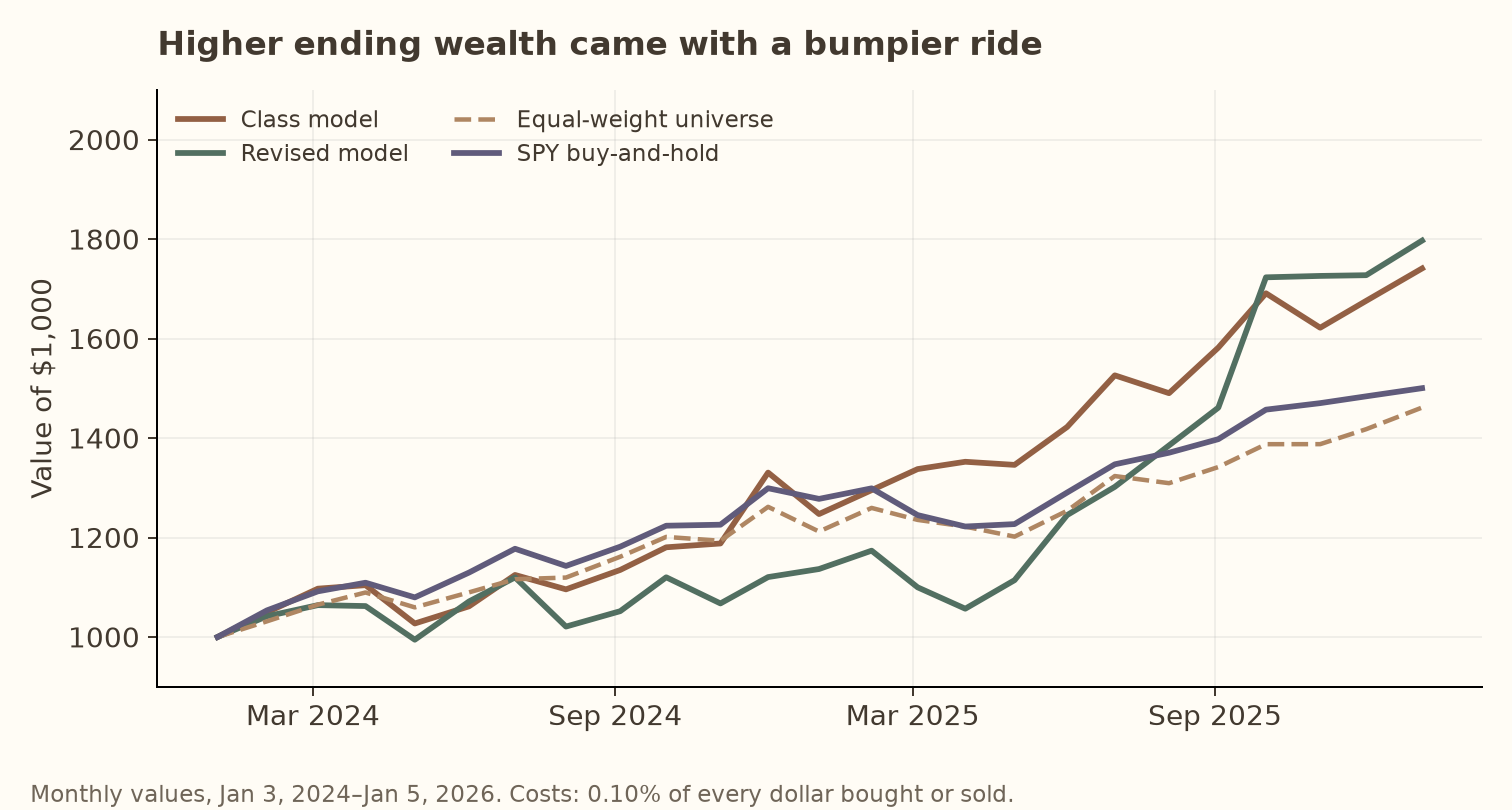 Higher ending wealth came with a bumpier ride
Class model
Equal-weight universe
Revised model
SPY buy-and-hold
Value of $1,000
2000
1800
1600
1400
1200
1000
Mar 2024
Sep 2024
Mar 2025
Sep 2025
Monthly values, Jan 3, 2024–Jan 5, 2026. Costs: 0.10% of every dollar bought or sold.